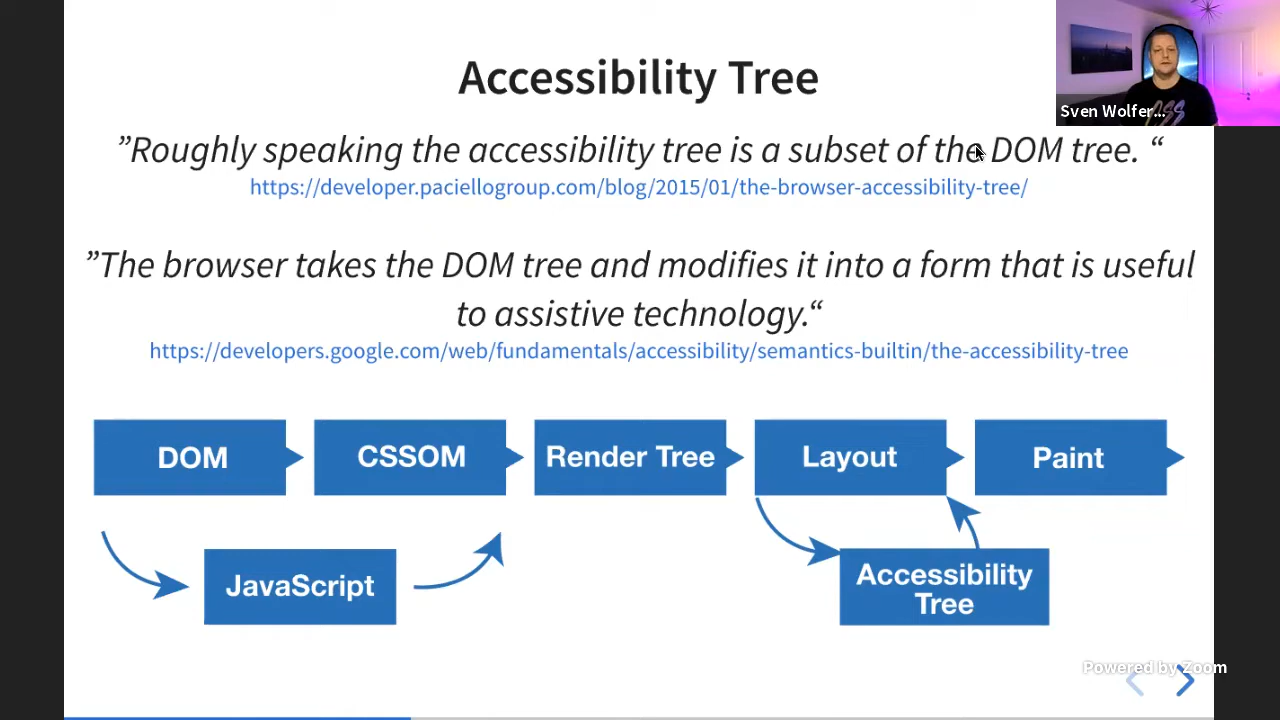 Accessibility Tree
Sven Wolfer...
”Roughly speaking the accessibility tree is a subset of the DOM tree. “
https://developer.paciellogroup.com/blog/2015/01/the-browser-accessibility-tree/
”The browser takes the DOM tree and modifies it into a form that is useful
to assistive technology.“
https://developers.google.com/web/fundamentals/accessibility/semantics-builtin/the-accessibility-tree
DOM
CSSOM
Render Tree
Layout
Paint
JavaScript
Accessibility
Tree
Powered by Zoom
CSS